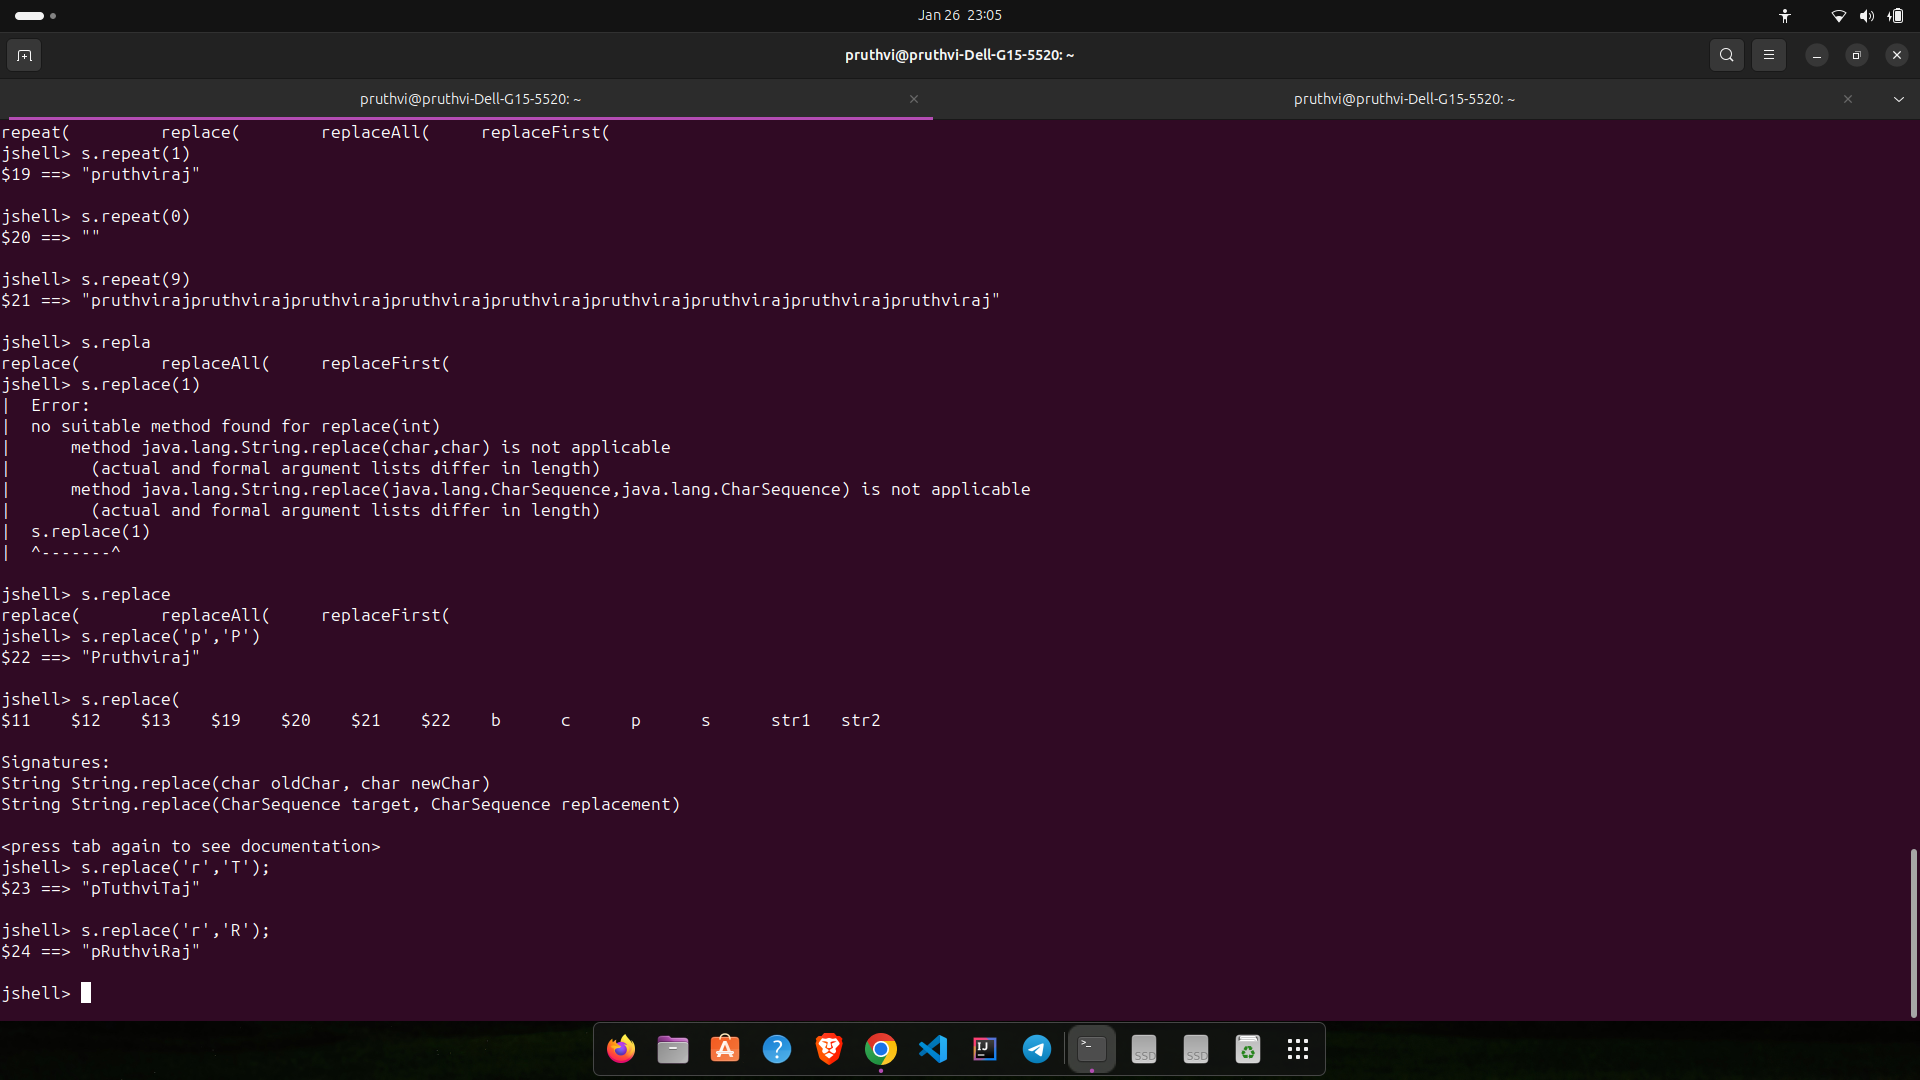 Jan 26 23:05
pruthvi@pruthvi-Dell-G15-5520: ~
pruthvi@pruthvi-Dell-G15-5520: ~
pruthvi@pruthvi-Dell-G15-5520: ~
repeat( replace( replaceAll( replaceFirst(
jshell> s.repeat(1)
$19 ==> "pruthviraj"
jshell> s.repeat(0)
$20 ==> ""
jshell> s.repeat(9)
$21 ==> "pruthvirajpruthvirajpruthvirajpruthvirajpruthvirajpruthvirajpruthvirajpruthvirajpruthviraj"
jshell> s.repla
replace( replaceAll( replaceFirst(
jshell> s.replace(1)
| Error:
| no suitable method found for replace(int)
| method java.lang.String.replace(char,char) is not applicable
| (actual and formal argument lists differ in length)
| method java.lang.String.replace(java.lang.CharSequence,java.lang.CharSequence) is not applicable
| (actual and formal argument lists differ in length)
| s.replace(1)
| ^-------^
jshell> s.replace
replace( replaceAll( replaceFirst(
jshell> s.replace('p','P')
$22 ==> "Pruthviraj"
jshell> s.replace(
$11 $12 $13 $19 $20 $21 $22 b c p s str1 str2
Signatures:
String String.replace(char oldChar, char newChar)
String String.replace(CharSequence target, CharSequence replacement)
<press tab again to see documentation>
jshell> s.replace('r','T');
$23 ==> "pTuthviTaj"
jshell> s.replace('r','R');
$24 ==> "pRuthviRaj"
jshell>
IJ
SSD
SSD